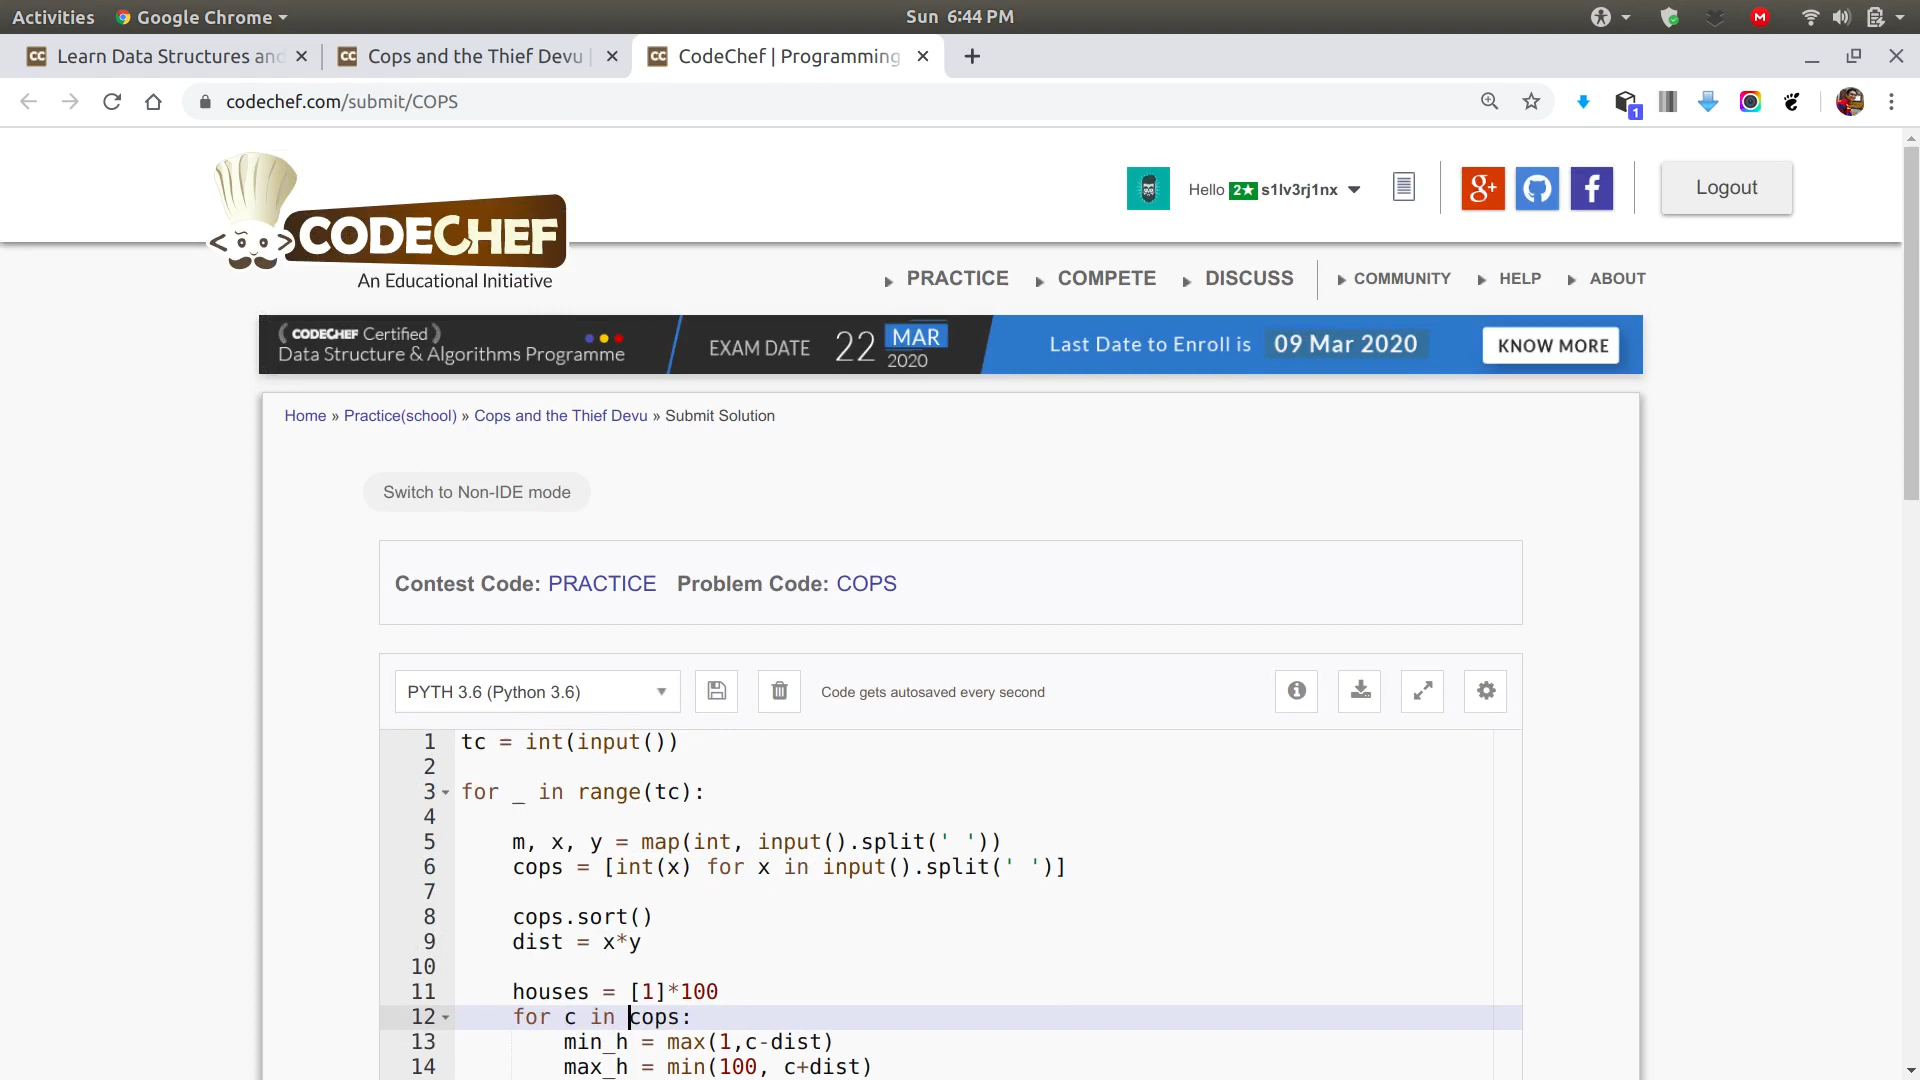 Activities Google Chrome Sun 6:44 PM M
CC Learn Data Structures and CC Cops and the Thief Devu | CC CodeChef | Programming
codechef.com/submit/COPS 1
CODECHEF
An Educational Initiative
Hello 2★ s1lv3rj1nx g+ f Logout
PRACTICE COMPETE DISCUSS COMMUNITY HELP ABOUT
CODECHEF Certified
Data Structure & Algorithms Programme
EXAM DATE 22 MAR
2020
Last Date to Enroll is 09 Mar 2020 KNOW MORE
Home » Practice(school) » Cops and the Thief Devu » Submit Solution
Switch to Non-IDE mode
Contest Code: PRACTICE Problem Code: COPS
PYTH 3.6 (Python 3.6) Code gets autosaved every second
1 tc = int(input())
2
3 for _ in range(tc):
4
5 m, x, y = map(int, input().split(' '))
6 cops = [int(x) for x in input().split(' ')]
7
8 cops.sort()
9 dist = x*y
10
11 houses = [1]*100
12 for c in cops:
13 min_h = max(1,c-dist)
14 max_h = min(100, c+dist)